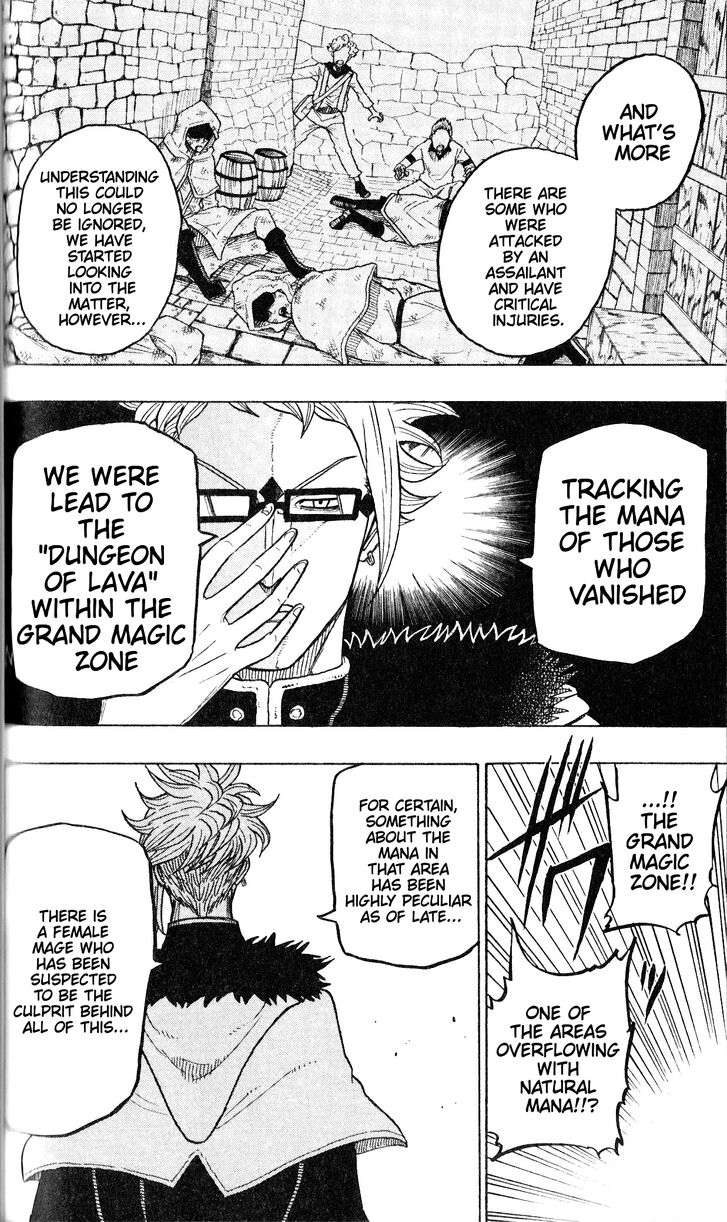 AND
WHAT'S
MORE
THERE ARE
SOME WHO
WERE
ATTACKED
BY AN
ASSAILANT
AND HAVE
CRITICAL
INJURIES.
UNDERSTANDING
THIS COULD
NO LONGER
BE IGNORED,
WE HAVE
STARTED
LOOKING
INTO THE
MATTER,
HOWEVER...
TRACKING
THE MANA
OF THOSE
WHO
VANISHED
WE WERE
LEAD TO
THE
"DUNGEON
OF LAVA"
WITHIN THE
GRAND MAGIC
ZONE
...!!
THE
GRAND
MAGIC
ZONE!!
ONE OF
THE AREAS
OVERFLOWING
WITH
NATURAL
MANA!!?
FOR CERTAIN,
SOMETHING
ABOUT THE
MANA IN
THAT AREA
HAS BEEN
HIGHLY PECULIAR
AS OF LATE...
THERE IS
A FEMALE
MAGE WHO
HAS BEEN
SUSPECTED
TO BE THE
CULPRIT BEHIND
ALL OF THIS...